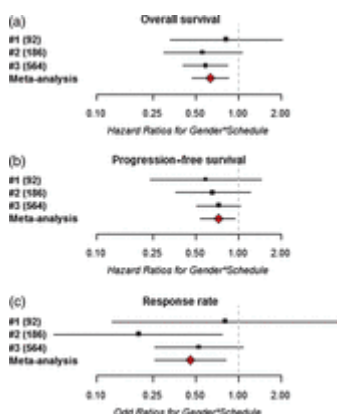 (a)
Overall survival
#1 (92)
#2 (186)
#3 (564)
Meta-analysis
0.10 0.25 0.50 1.00 2.00
Hazard Ratios for Gender*Schedule
(b)
Progression-free survival
#1 (92)
#2 (186)
#3 (564)
Meta-analysis
0.10 0.25 0.50 1.00 2.00
Hazard Ratios for Gender*Schedule
(c)
Response rate
#1 (92)
#2 (186)
#3 (564)
Meta-analysis
0.10 0.25 0.50 1.00 2.00
Odd Ratios for Gender*Schedule